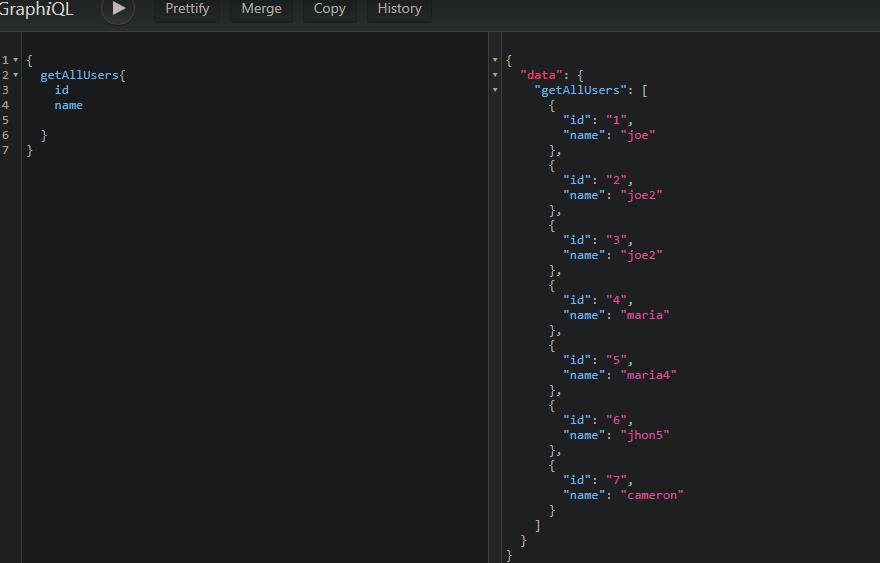 GraphiQL
Prettify
Merge
Copy
History
1 {
2 getAllUsers{
3 id
4 name
5
6 }
7 }
{
"data": {
"getAllUsers": [
{
"id": "1",
"name": "joe"
},
{
"id": "2",
"name": "joe2"
},
{
"id": "3",
"name": "joe2"
},
{
"id": "4",
"name": "maria"
},
{
"id": "5",
"name": "maria4"
},
{
"id": "6",
"name": "jhon5"
},
{
"id": "7",
"name": "cameron"
}
]
}
}